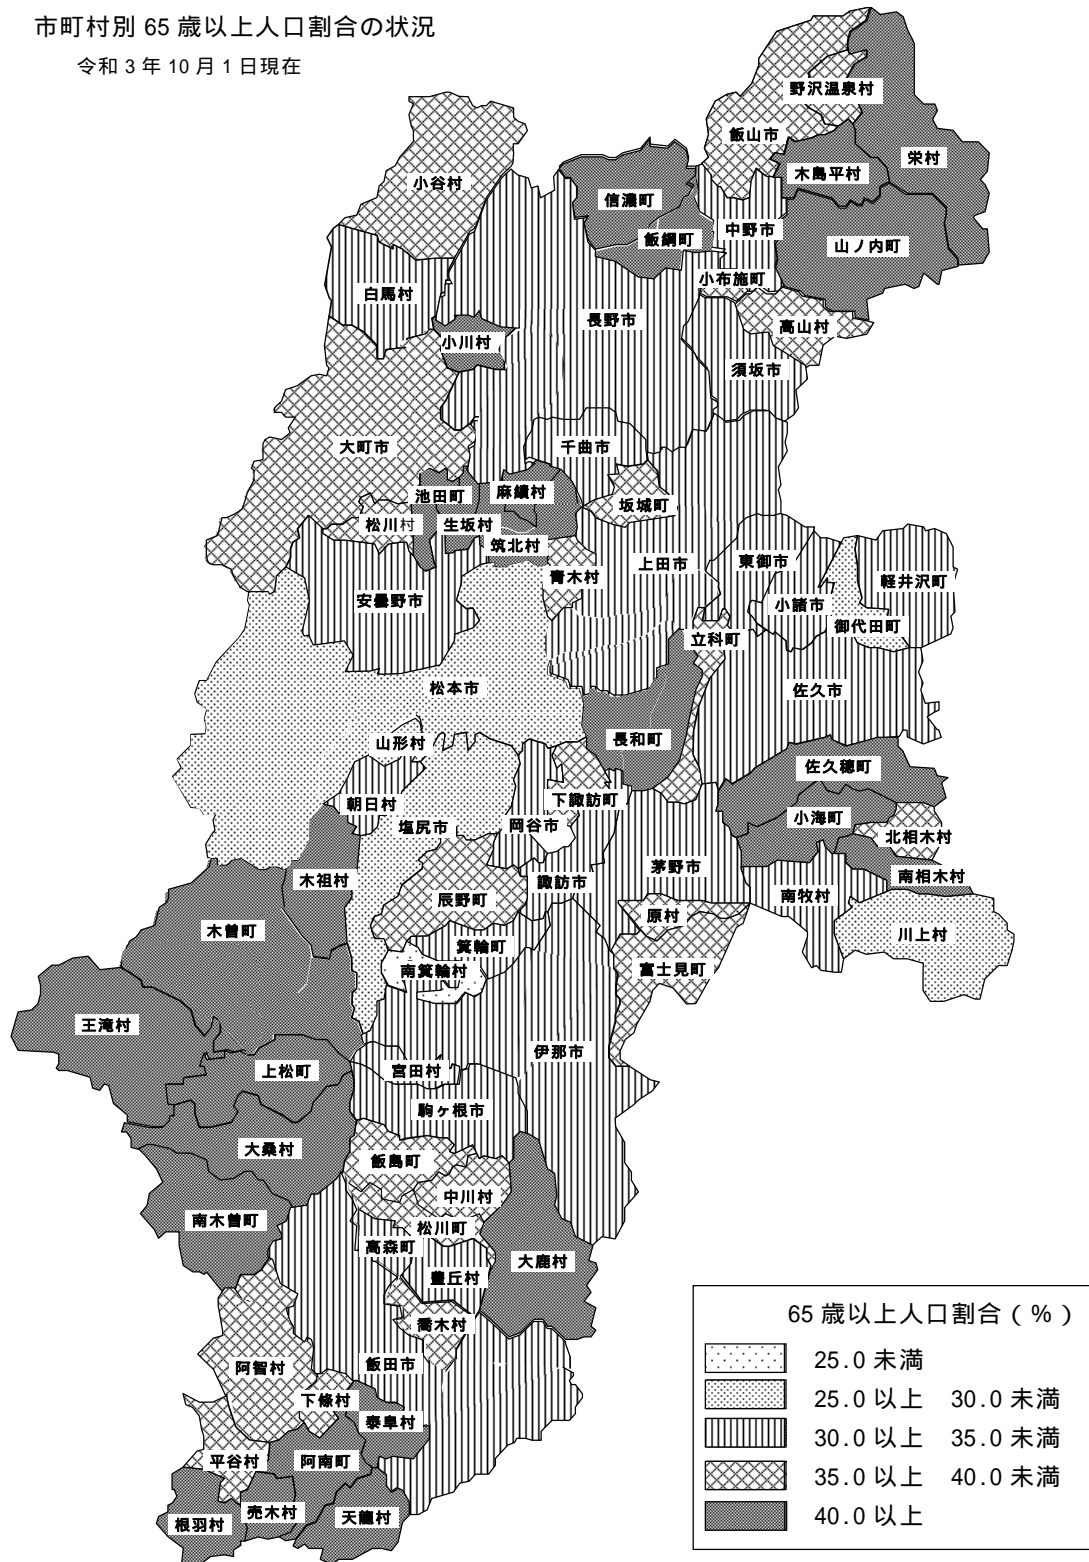 市町村別 65 歳以上人口割合の状況
令和 3 年 10 月 1 日現在
野沢温泉村
飯山市
栄村
木島平村
小谷村
信濃町
中野市
飯綱町
山ノ内町
小布施町
白馬村
長野市
高山村
小川村
須坂市
大町市
千曲市
池田町
麻績村
坂城町
松川村
生坂村
筑北村
上田市
東御市
軽井沢町
青木村
安曇野市
小諸市
御代田町
立科町
松本市
佐久市
長和町
山形村
佐久穂町
朝日村
下諏訪町
小海町
塩尻市
岡谷市
北相木村
茅野市
木祖村
諏訪市
南相木村
辰野町
南牧村
原村
木曽町
川上村
箕輪町
南箕輪村
富士見町
王滝村
伊那市
上松町
宮田村
駒ヶ根市
大桑村
飯島町
中川村
南木曽町
松川町
高森町
大鹿村
豊丘村
喬木村
阿智村
飯田市
下條村
泰阜村
平谷村
阿南町
売木村
天龍村
根羽村
65 歳以上人口割合（％）
25.0 未満
25.0 以上 30.0 未満
30.0 以上 35.0 未満
35.0 以上 40.0 未満
40.0 以上